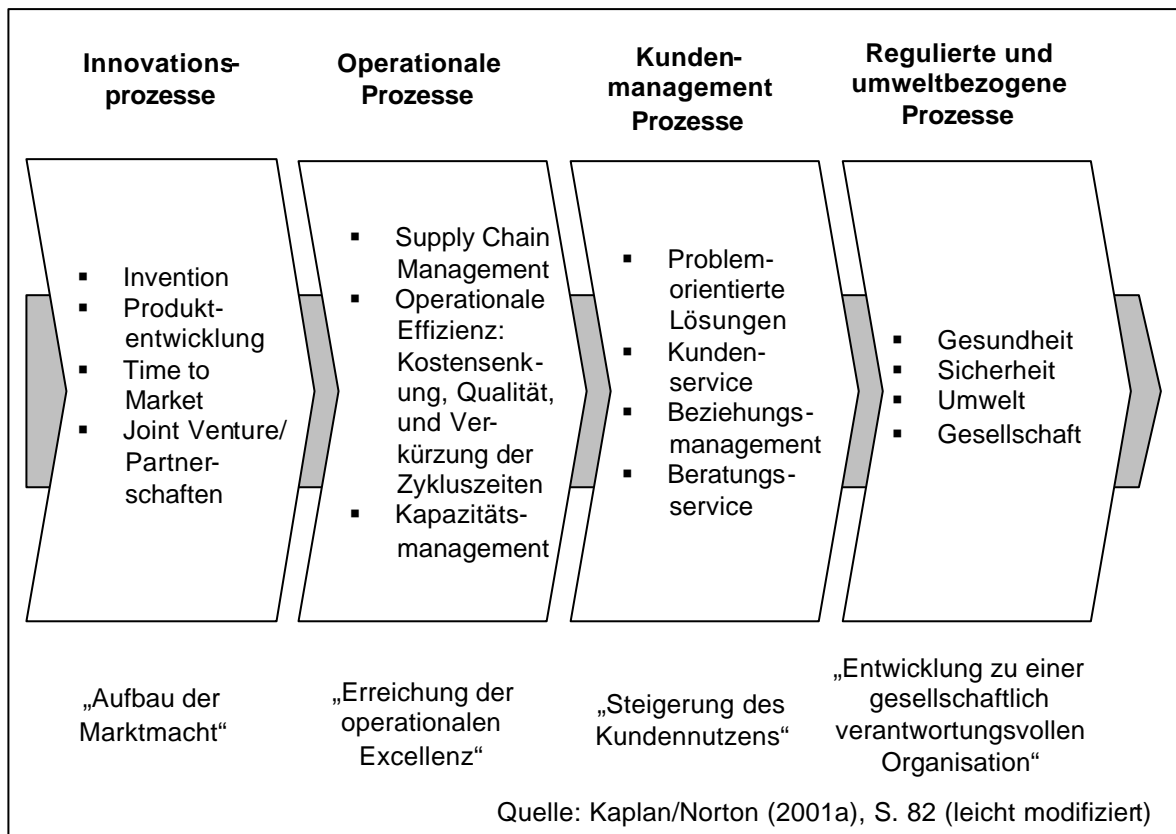 Innovations-
prozesse
Operationale
Prozesse
Kunden-
management
Prozesse
Regulierte und
umweltbezogene
Prozesse
▪ Invention
▪ Produkt-
entwicklung
▪ Time to
Market
▪ Joint Venture/
Partner-
schaften
▪ Supply Chain
Management
▪ Operationale
Effizienz:
Kostensenk-
ung, Qualität,
und Ver-
kürzung der
Zykluszeiten
▪ Kapazitäts-
management
▪ Problem-
orientierte
Lösungen
▪ Kunden-
service
▪ Beziehungs-
management
▪ Beratungs-
service
▪ Gesundheit
▪ Sicherheit
▪ Umwelt
▪ Gesellschaft
„Aufbau der
Marktmacht“
„Erreichung der
operationalen
Excellenz“
„Steigerung des
Kundennutzens“
„Entwicklung zu einer
gesellschaftlich
verantwortungsvollen
Organisation“
Quelle: Kaplan/Norton (2001a), S. 82 (leicht modifiziert)